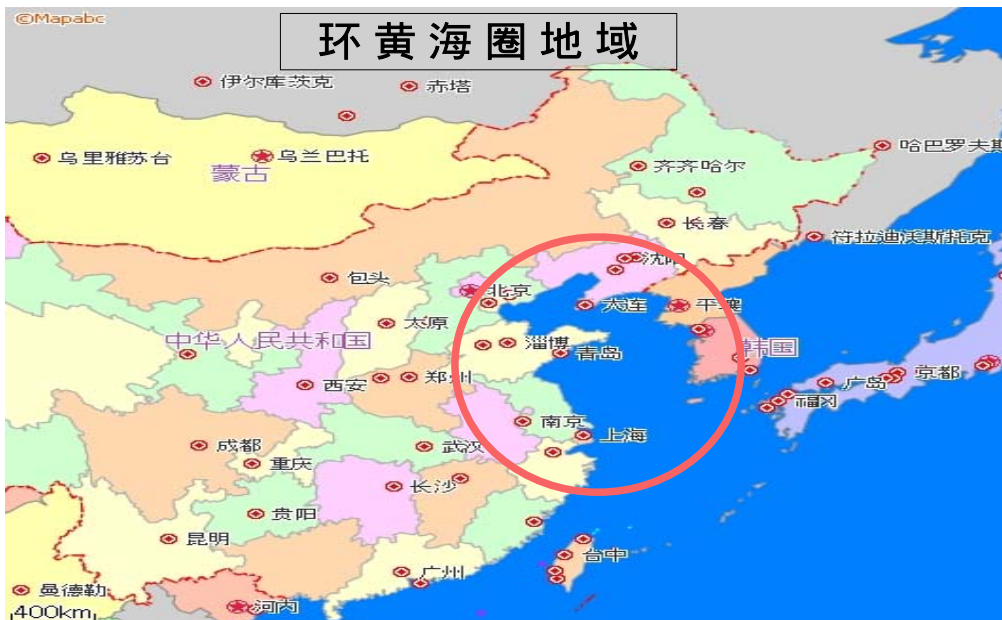 ©Mapabc
环黄海圈地域
伊尔库茨克
赤塔
乌里雅苏台
乌兰巴托
蒙古
哈巴罗夫斯
齐齐哈尔
长春
符拉迪沃斯托克
沈阳
包头
北京
大连
平壤
太原
中华人民共和国
淄博
青岛
韩国
西安
郑州
广岛
京都
福冈
南京
上海
成都
武汉
重庆
长沙
贵阳
昆明
台中
广州
曼德勒
河内
400km